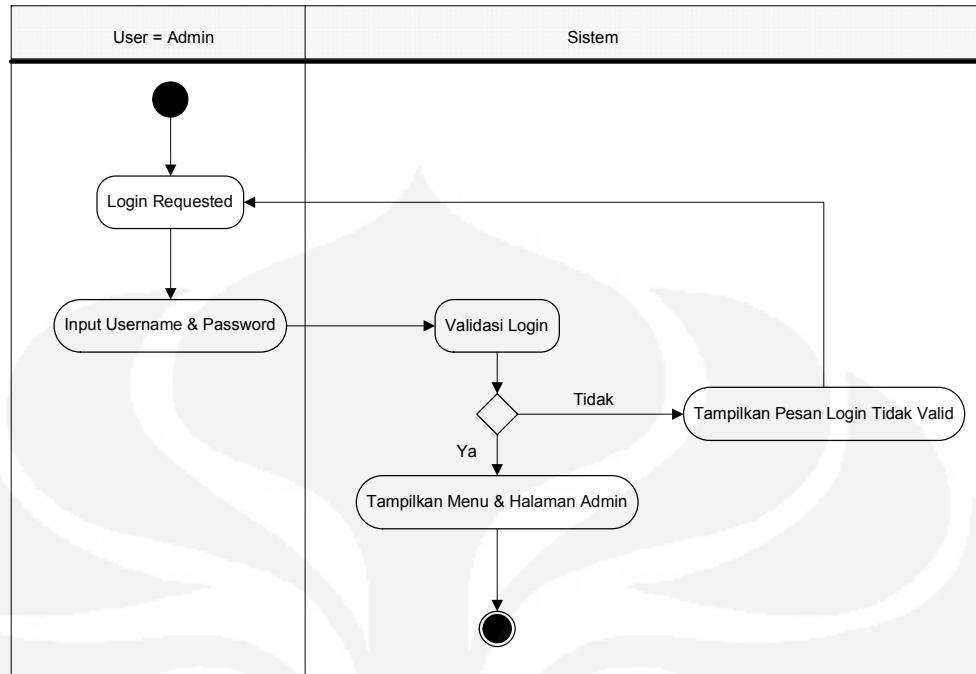 User = Admin
Sistem
Login Requested
Input Username & Password
Validasi Login
Tidak
Tampilkan Pesan Login Tidak Valid
Ya
Tampilkan Menu & Halaman Admin